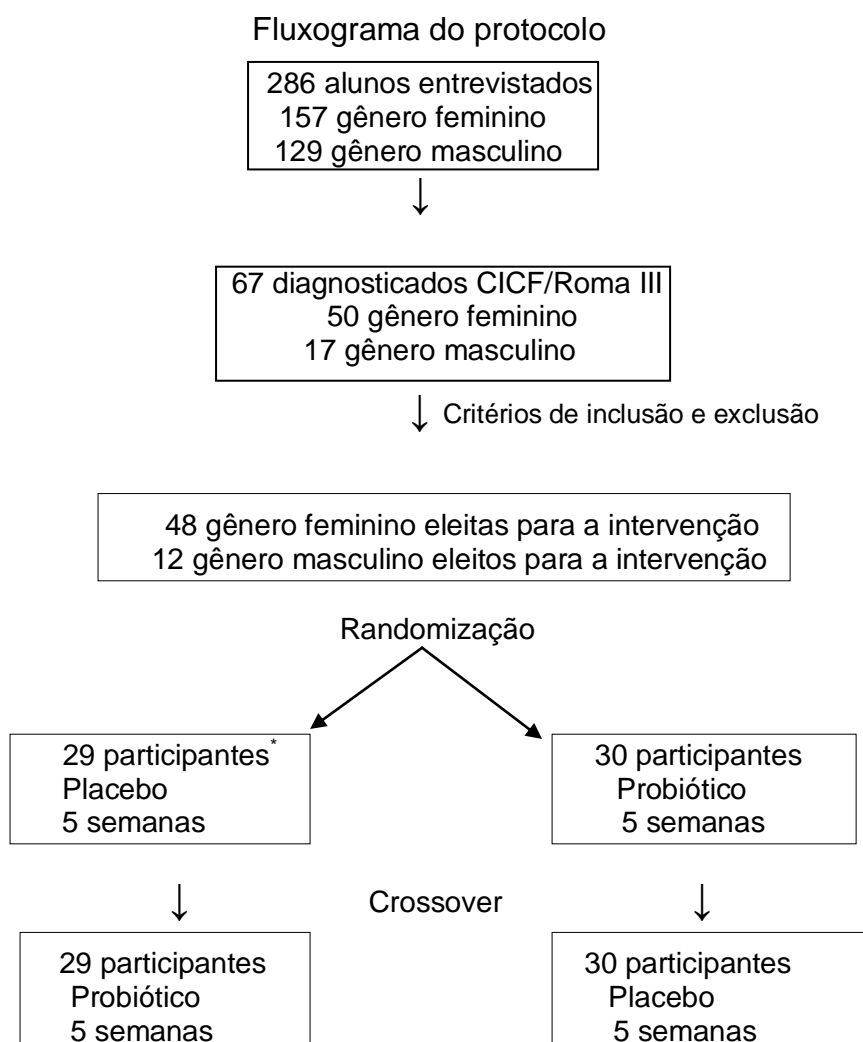 Fluxograma do protocolo
286 alunos entrevistados
157 gênero feminino
129 gênero masculino
67 diagnosticados CICF/Roma III
50 gênero feminino
17 gênero masculino
Critérios de inclusão e exclusão
48 gênero feminino eleitas para a intervenção
12 gênero masculino eleitos para a intervenção
Randomização
29 participantes*
Placebo
5 semanas
30 participantes
Probiótico
5 semanas
Crossover
29 participantes
Probiótico
5 semanas
30 participantes
Placebo
5 semanas